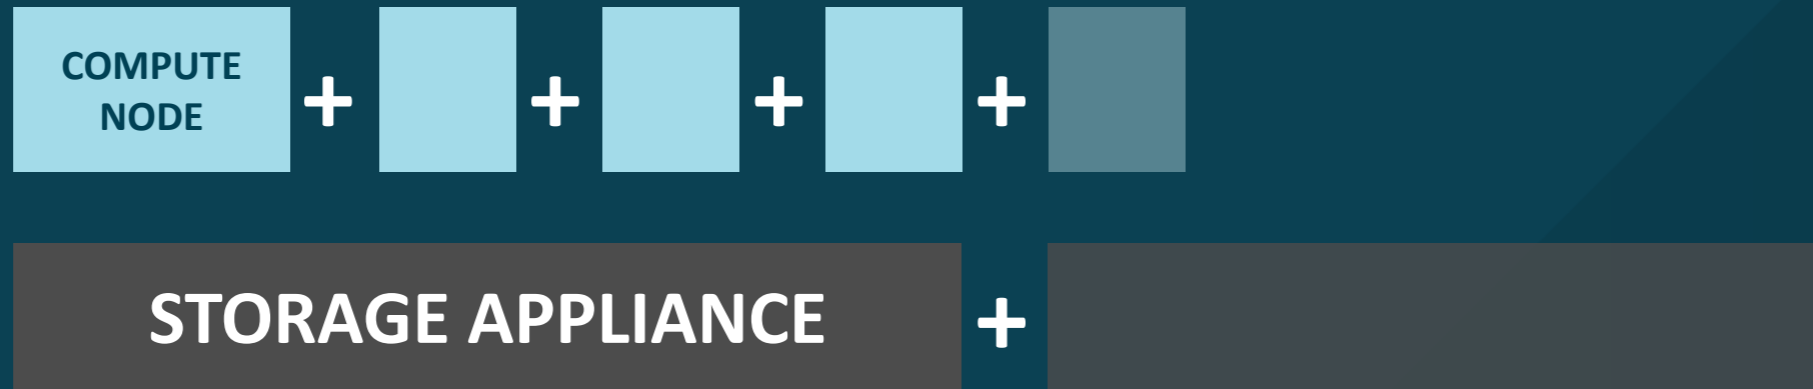 COMPUTE
NODE
+ + + +
STORAGE APPLIANCE +